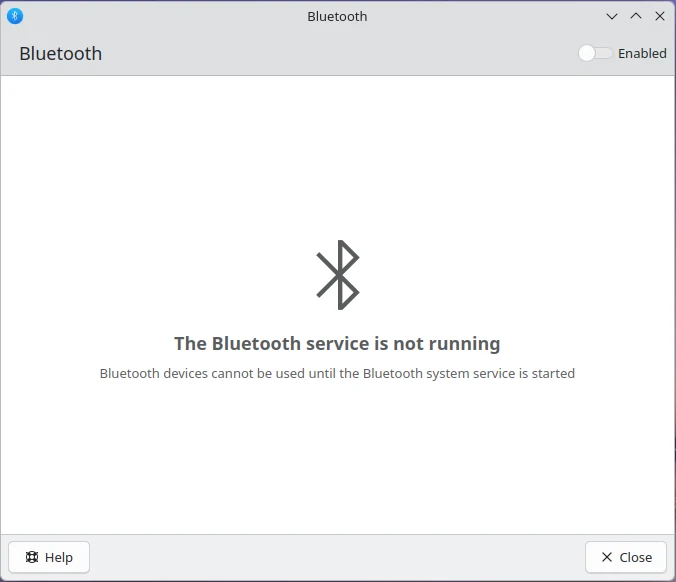 Bluetooth
Bluetooth
Enabled
The Bluetooth service is not running
Bluetooth devices cannot be used until the Bluetooth system service is started
Help
Close